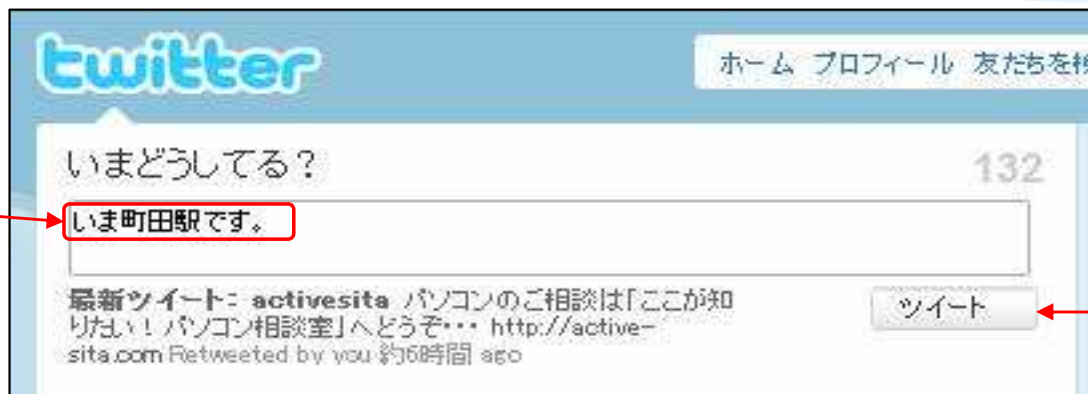 twitter
ホーム プロフィール 友だちを検
いまどうしてる？
132
いま町田駅です。
最新ツイート： activesita パソコンのご相談は「ここが知
りたい！パソコン相談室」へどうぞ・・・ http://active-
sita.com Retweeted by you 約6時間 ago
ツイート